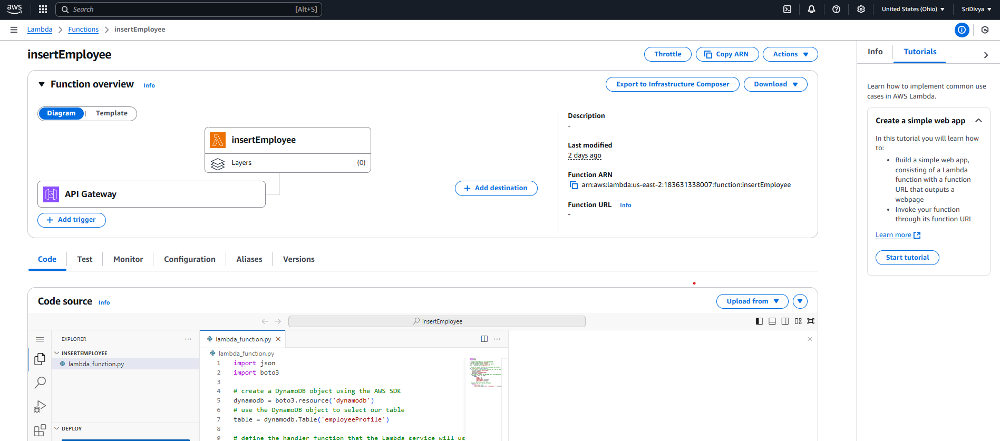 aws
Search [Alt+S]
United States (Ohio)
SriDivya
Lambda
Functions
insertEmployee
insertEmployee
Throttle
Copy ARN
Actions
Function overview Info
Export to Infrastructure Composer
Download
Diagram
Template
insertEmployee
Layers (0)
API Gateway
Add trigger
Add destination
Description
-
Last modified
2 days ago
Function ARN
arn:aws:lambda:us-east-2:183631338007:function:insertEmployee
Function URL Info
-
Code
Test
Monitor
Configuration
Aliases
Versions
Code source Info
Upload from
insertEmployee
EXPLORER
INSERTEMPLOYEE
lambda_function.py
DEPLOY
lambda_function.py
lambda_function.py
1 import json
2 import boto3
3
4 # create a DynamoDB object using the AWS SDK
5 dynamodb = boto3.resource('dynamodb')
6 # use the DynamoDB object to select our table
7 table = dynamodb.Table('employeeProfile')
8
9 # define the handler function that the Lambda service will us
Info
Tutorials
Learn how to implement common use
cases in AWS Lambda.
Create a simple web app
In this tutorial you will learn how
to:
• Build a simple web app,
consisting of a Lambda
function with a function
URL that outputs a
webpage
• Invoke your function
through its function URL
Learn more
Start tutorial